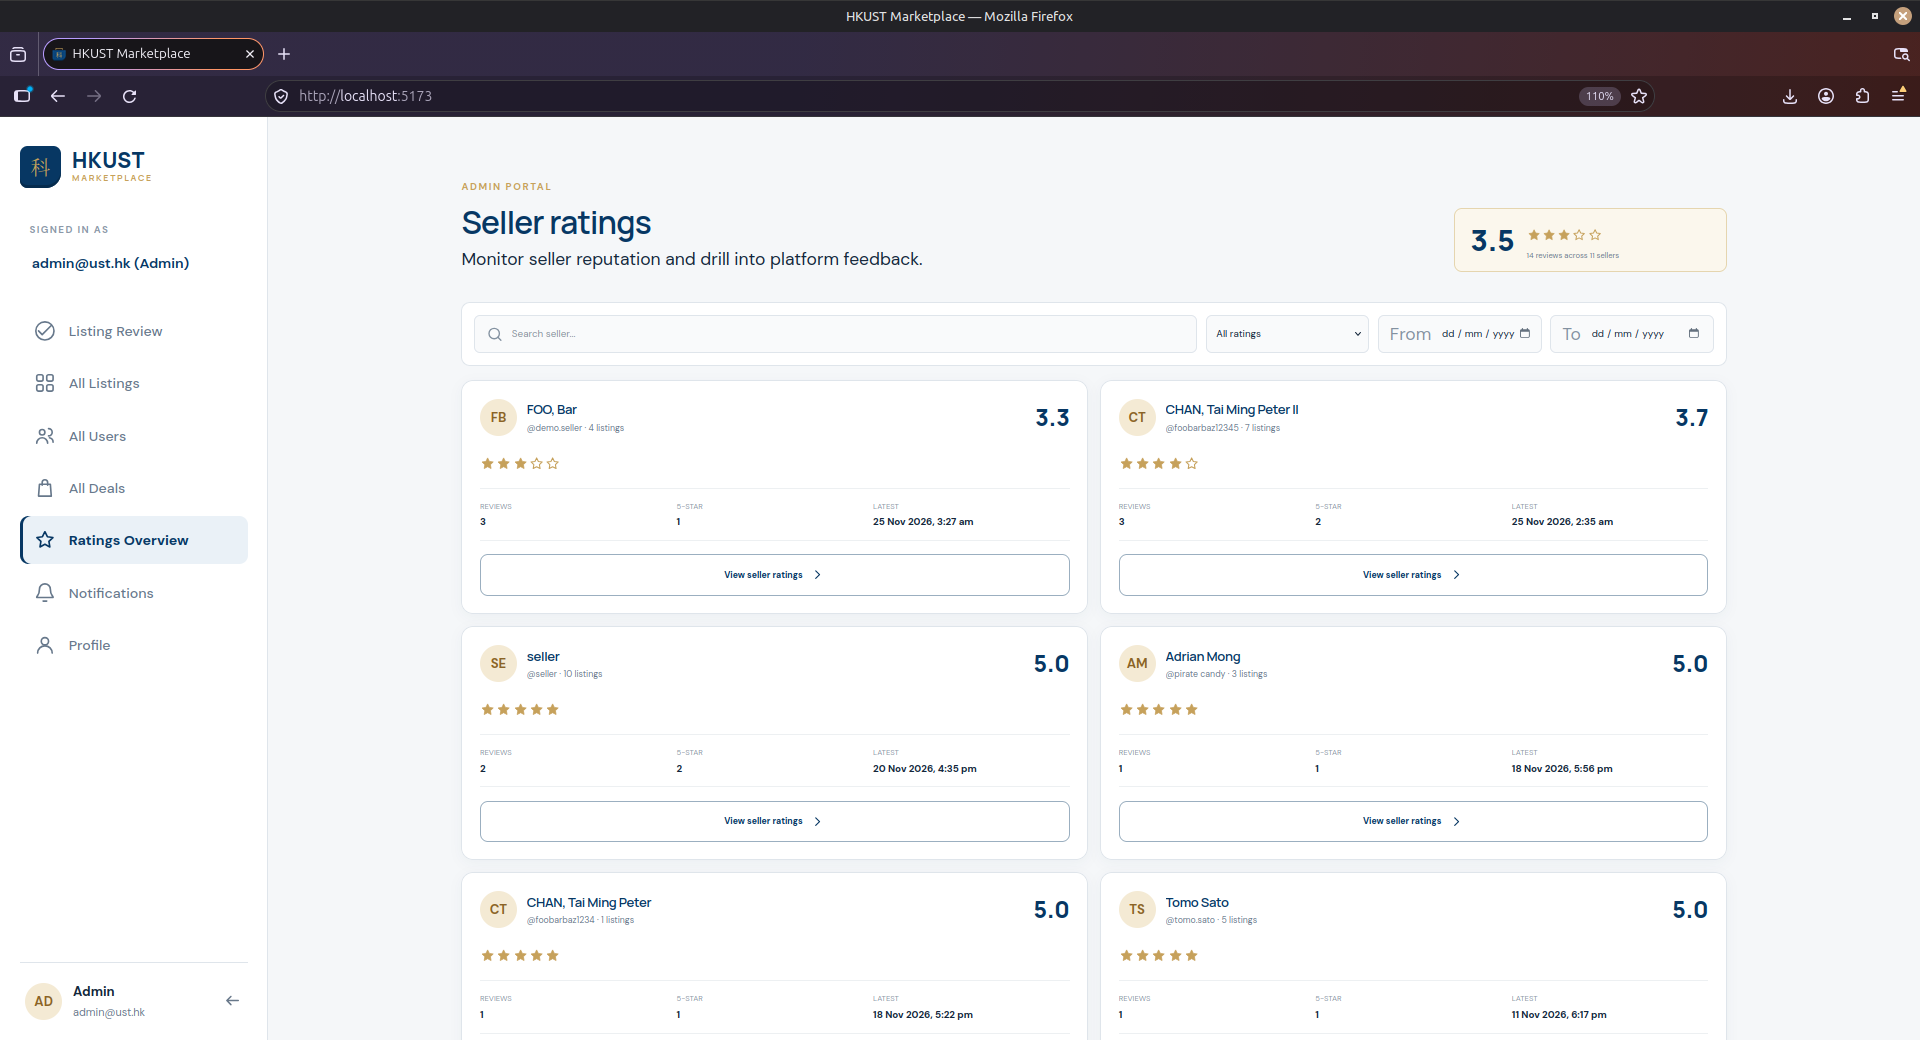 HKUST Marketplace — Mozilla Firefox
HKUST Marketplace
http://localhost:5173
110%
科
HKUST
MARKETPLACE
SIGNED IN AS
admin@ust.hk (Admin)
Listing Review
All Listings
All Users
All Deals
Ratings Overview
Notifications
Profile
AD
Admin
admin@ust.hk
ADMIN PORTAL
Seller ratings
Monitor seller reputation and drill into platform feedback.
3.5
14 reviews across 11 sellers
Search seller...
All ratings
From dd / mm / yyyy
To dd / mm / yyyy
FB
FOO, Bar
@demo.seller · 4 listings
3.3
REVIEWS 5-STAR LATEST
3 1 25 Nov 2026, 3:27 am
View seller ratings
CT
CHAN, Tai Ming Peter II
@foobarbaz12345 · 7 listings
3.7
REVIEWS 5-STAR LATEST
3 2 25 Nov 2026, 2:35 am
View seller ratings
SE
seller
@seller · 10 listings
5.0
REVIEWS 5-STAR LATEST
2 2 20 Nov 2026, 4:35 pm
View seller ratings
AM
Adrian Mong
@pirate candy · 3 listings
5.0
REVIEWS 5-STAR LATEST
1 1 18 Nov 2026, 5:56 pm
View seller ratings
CT
CHAN, Tai Ming Peter
@foobarbaz1234 · 1 listings
5.0
REVIEWS 5-STAR LATEST
1 1 18 Nov 2026, 5:22 pm
TS
Tomo Sato
@tomo.sato · 5 listings
5.0
REVIEWS 5-STAR LATEST
1 1 11 Nov 2026, 6:17 pm